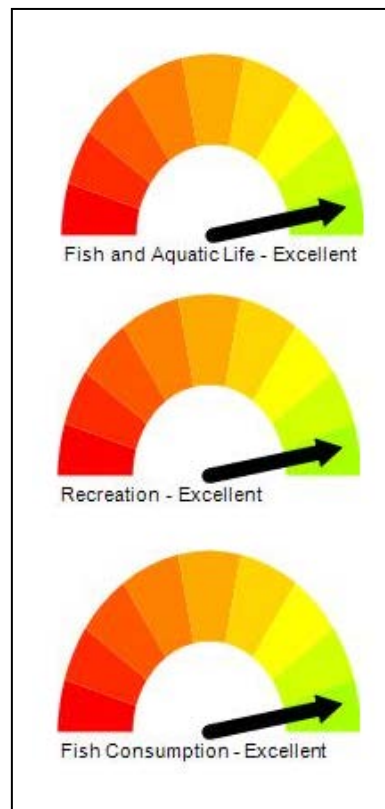 Fish and Aquatic Life - Excellent
Recreation - Excellent
Fish Consumption - Excellent